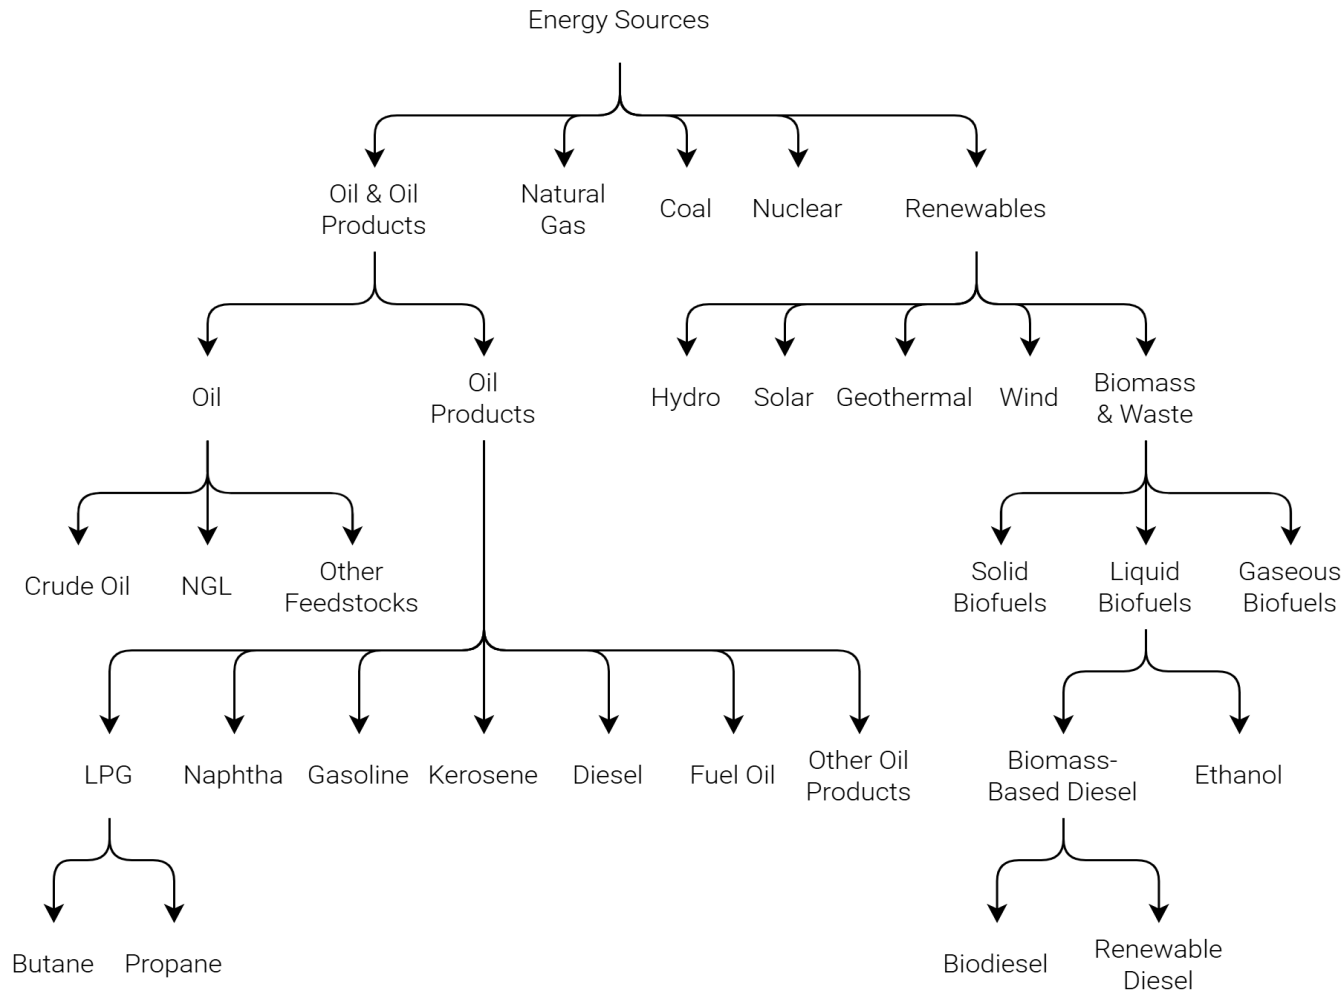 Energy Sources
Oil & Oil
Products
Natural
Gas
Coal
Nuclear
Renewables
Oil
Oil
Products
Hydro
Solar
Geothermal
Wind
Biomass
& Waste
Crude Oil
NGL
Other
Feedstocks
Solid
Biofuels
Liquid
Biofuels
Gaseous
Biofuels
LPG
Naphtha
Gasoline
Kerosene
Diesel
Fuel Oil
Other Oil
Products
Biomass-
Based Diesel
Ethanol
Butane
Propane
Biodiesel
Renewable
Diesel